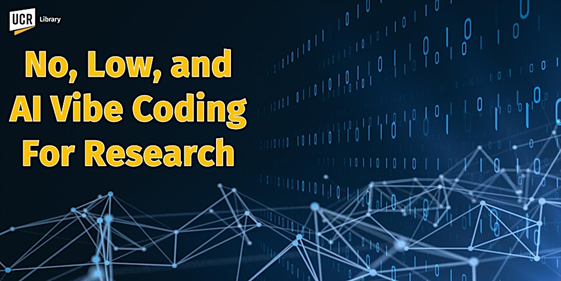 UCR Library
No, Low, and
AI Vibe Coding
For Research